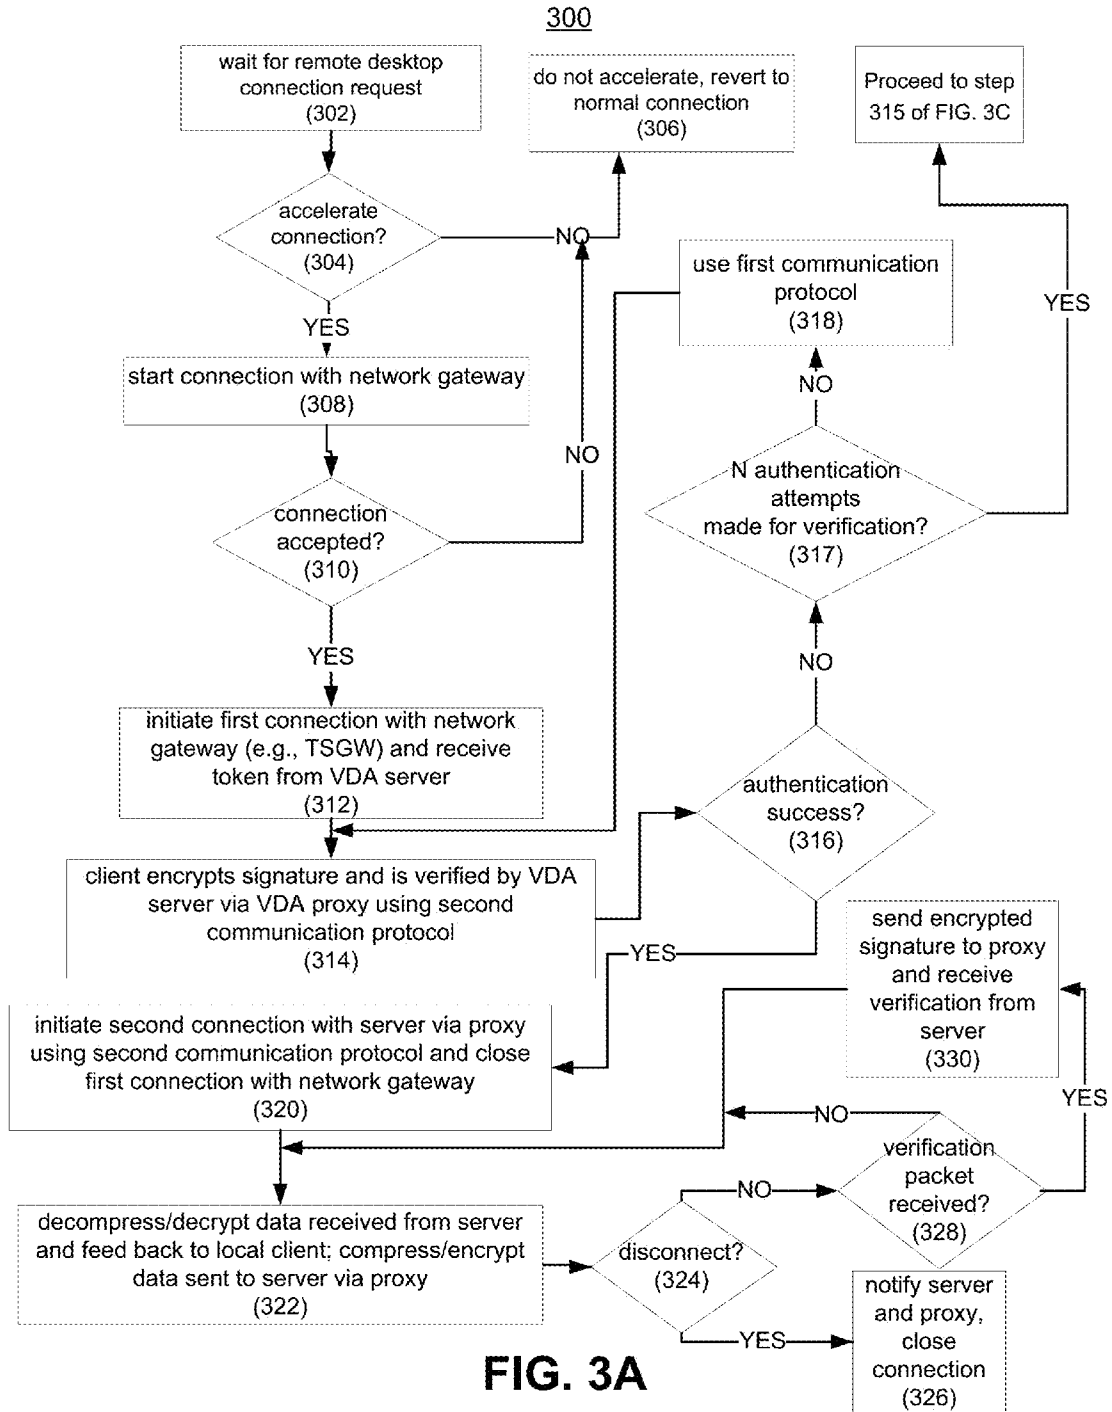 300
wait for remote desktop
connection request
(302)
do not accelerate, revert to
normal connection
(306)
Proceed to step
315 of FIG. 3C
accelerate
connection?
(304)
NO
use first communication
protocol
(318)
YES
YES
start connection with network gateway
(308)
NO
NO
N authentication
attempts
made for verification?
(317)
connection
accepted?
(310)
YES
NO
initiate first connection with network
gateway (e.g., TSGW) and receive
token from VDA server
(312)
authentication
success?
(316)
client encrypts signature and is verified by VDA
server via VDA proxy using second
communication protocol
(314)
YES
send encrypted
signature to proxy
and receive
verification from
server
(330)
initiate second connection with server via proxy
using second communication protocol and close
first connection with network gateway
(320)
YES
NO
verification
packet
received?
(328)
NO
decompress/decrypt data received from server
and feed back to local client; compress/encrypt
data sent to server via proxy
(322)
disconnect?
(324)
notify server
and proxy,
close
connection
(326)
YES
FIG. 3A